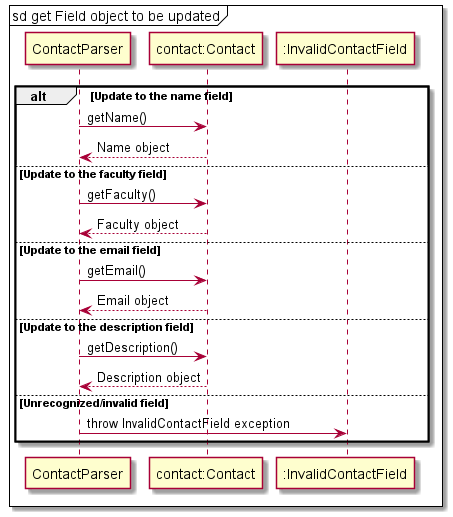 sd get Field object to be updated
ContactParser contact:Contact :InvalidContactField
alt [Update to the name field]
getName()
Name object
[Update to the faculty field]
getFaculty()
Faculty object
[Update to the email field]
getEmail()
Email object
[Update to the description field]
getDescription()
Description object
[Unrecognized/invalid field]
throw InvalidContactField exception
ContactParser contact:Contact :InvalidContactField